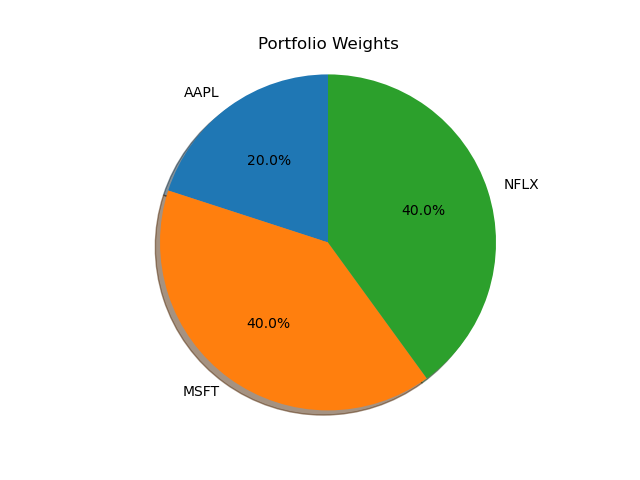 Portfolio Weights
AAPL
20.0%
NFLX
40.0%
40.0%
MSFT